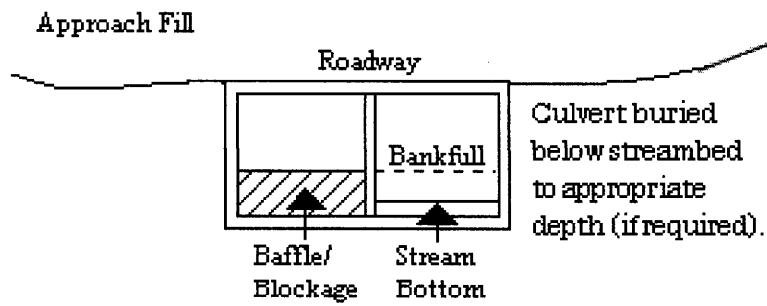 Approach Fill
Roadway
Bankfull
Culvert buried
below streambed
to appropriate
depth (if required).
Baffle/
Blockage
Stream
Bottom